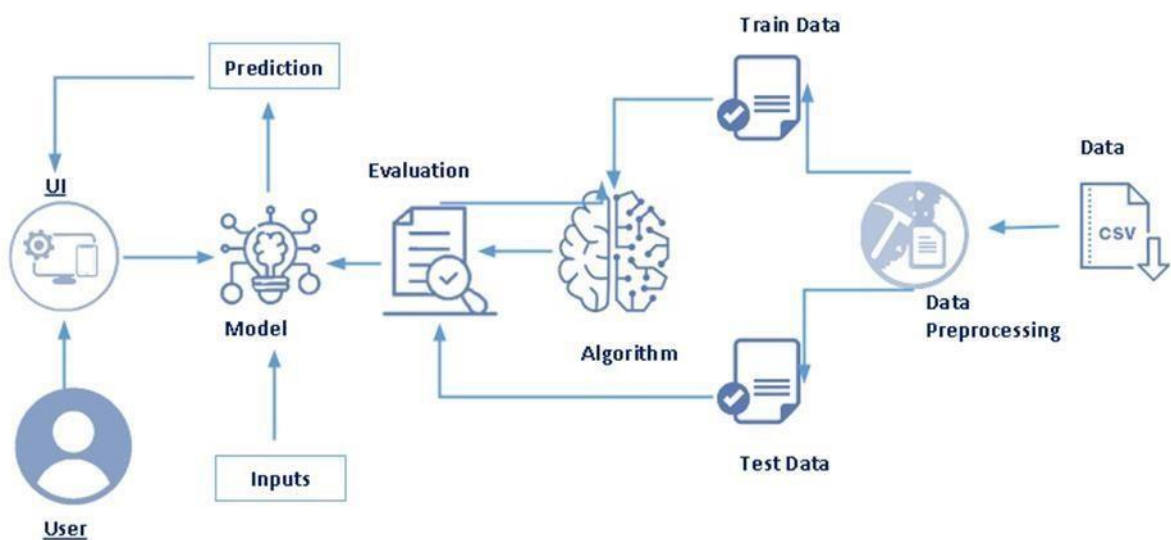 Train Data
Prediction
Data
Evaluation
UI
CSV
Model
Algorithm
Data
Preprocessing
Inputs
Test Data
User